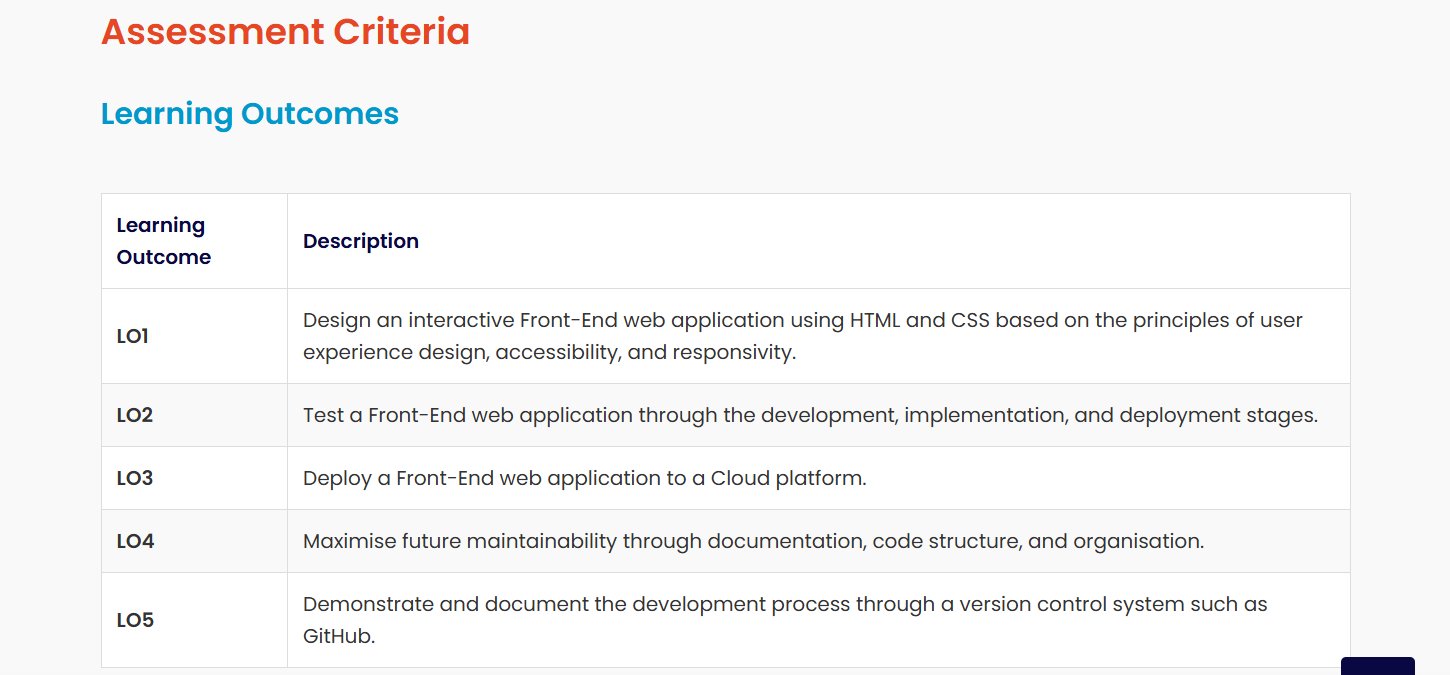 Assessment Criteria
Learning Outcomes
Learning
Outcome
Description
LO1
Design an interactive Front-End web application using HTML and CSS based on the principles of user
experience design, accessibility, and responsivity.
LO2
Test a Front-End web application through the development, implementation, and deployment stages.
LO3
Deploy a Front-End web application to a Cloud platform.
LO4
Maximise future maintainability through documentation, code structure, and organisation.
LO5
Demonstrate and document the development process through a version control system such as
GitHub.